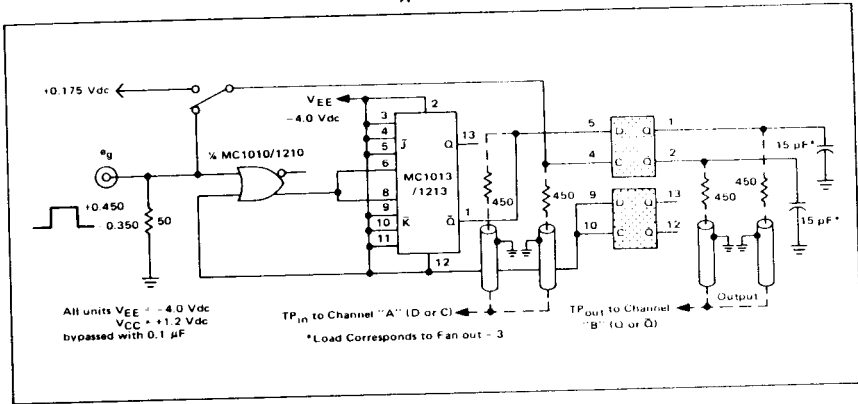 +0.175 Vdc
VEE
-4.0 Vdc
2
3
4
5
6
8
9
10
11
12
13
1
J̄
K̄
Q
Q̄
MC1013
/1213
eg
¼ MC1010/1210
50
+0.450
0.350
450
450
5
4
9
10
D
C
Q
Q̄
D
C
Q
Q̄
1
2
13
12
450
450
15 µF*
15 µF*
Output
All units VEE = -4.0 Vdc
VCC = +1.2 Vdc
bypassed with 0.1 µF
TPin to Channel "A" (D or C)
*Load Corresponds to Fan out - 3
TPout to Channel
"B" (Q or Q̄)